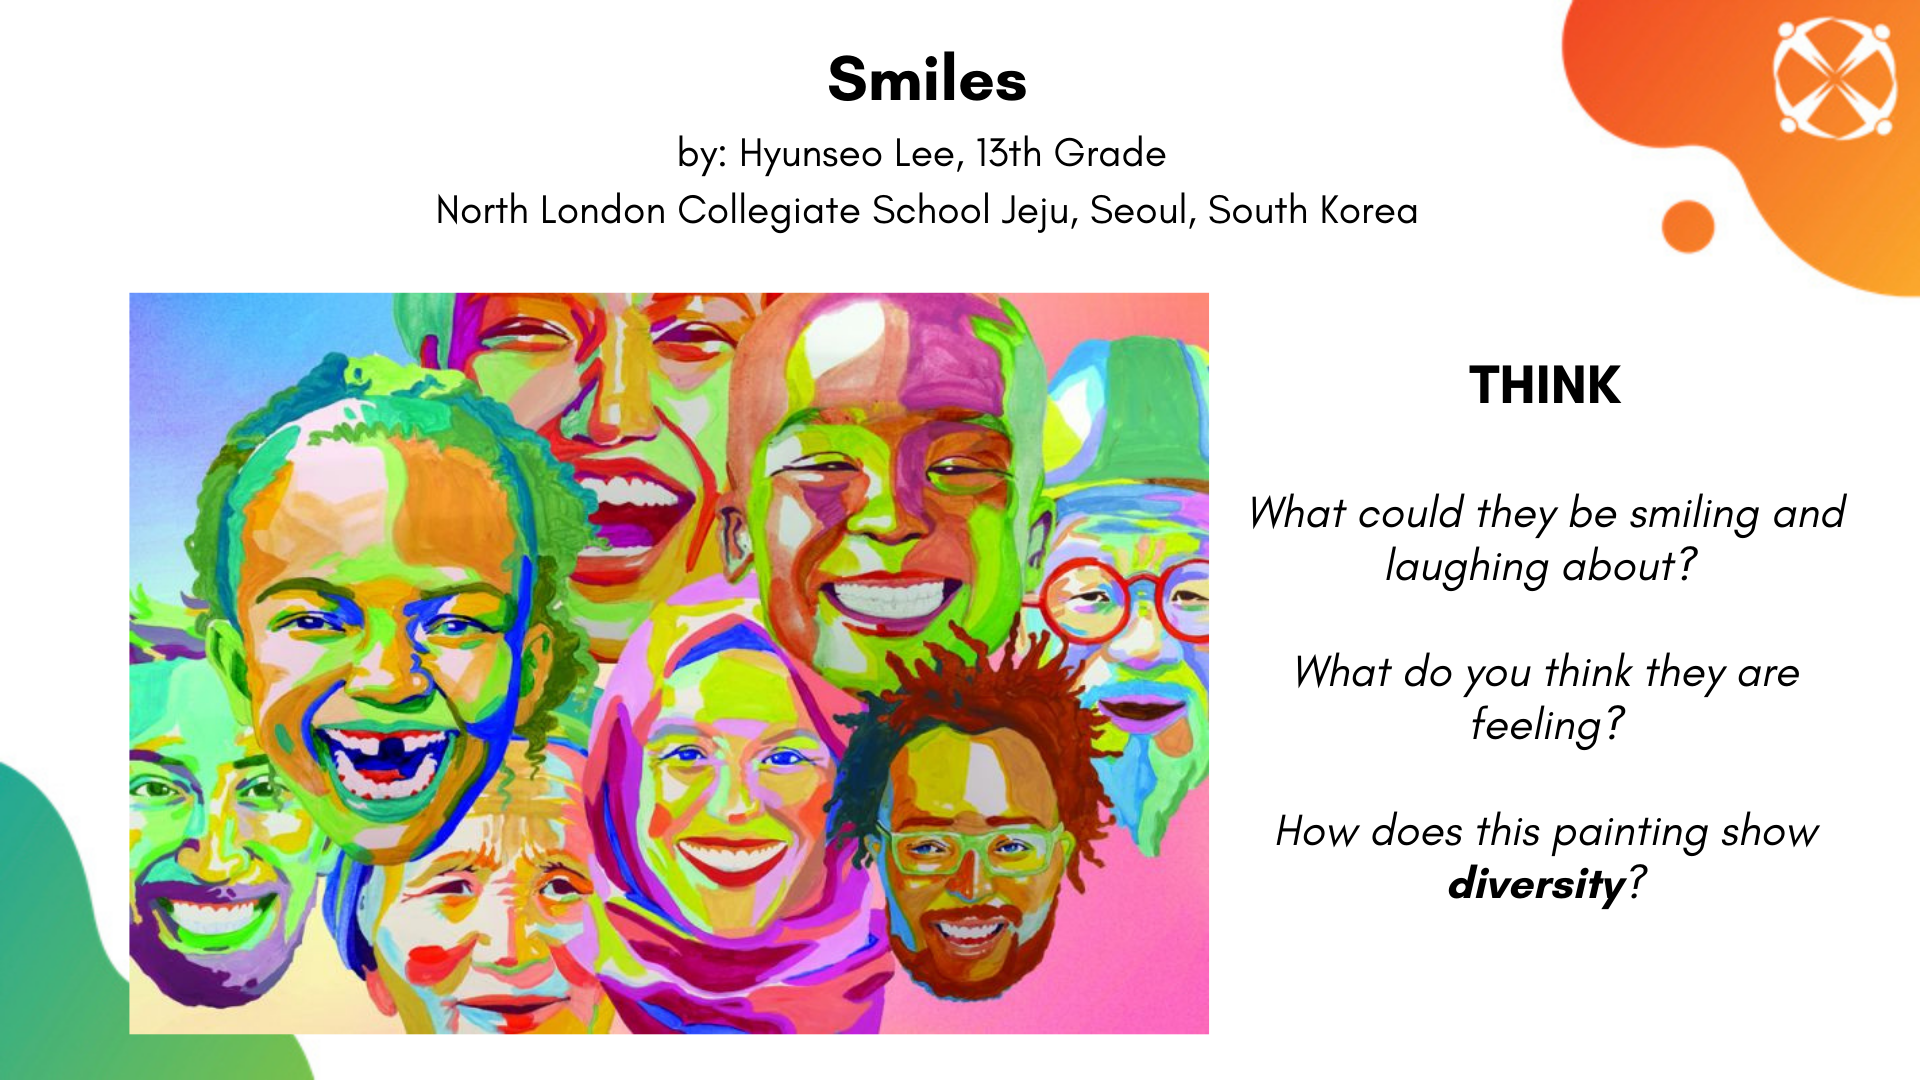 Smiles
by: Hyunseo Lee, 13th Grade
North London Collegiate School Jeju, Seoul, South Korea
THINK
What could they be smiling and
laughing about?
What do you think they are
feeling?
How does this painting show
diversity?